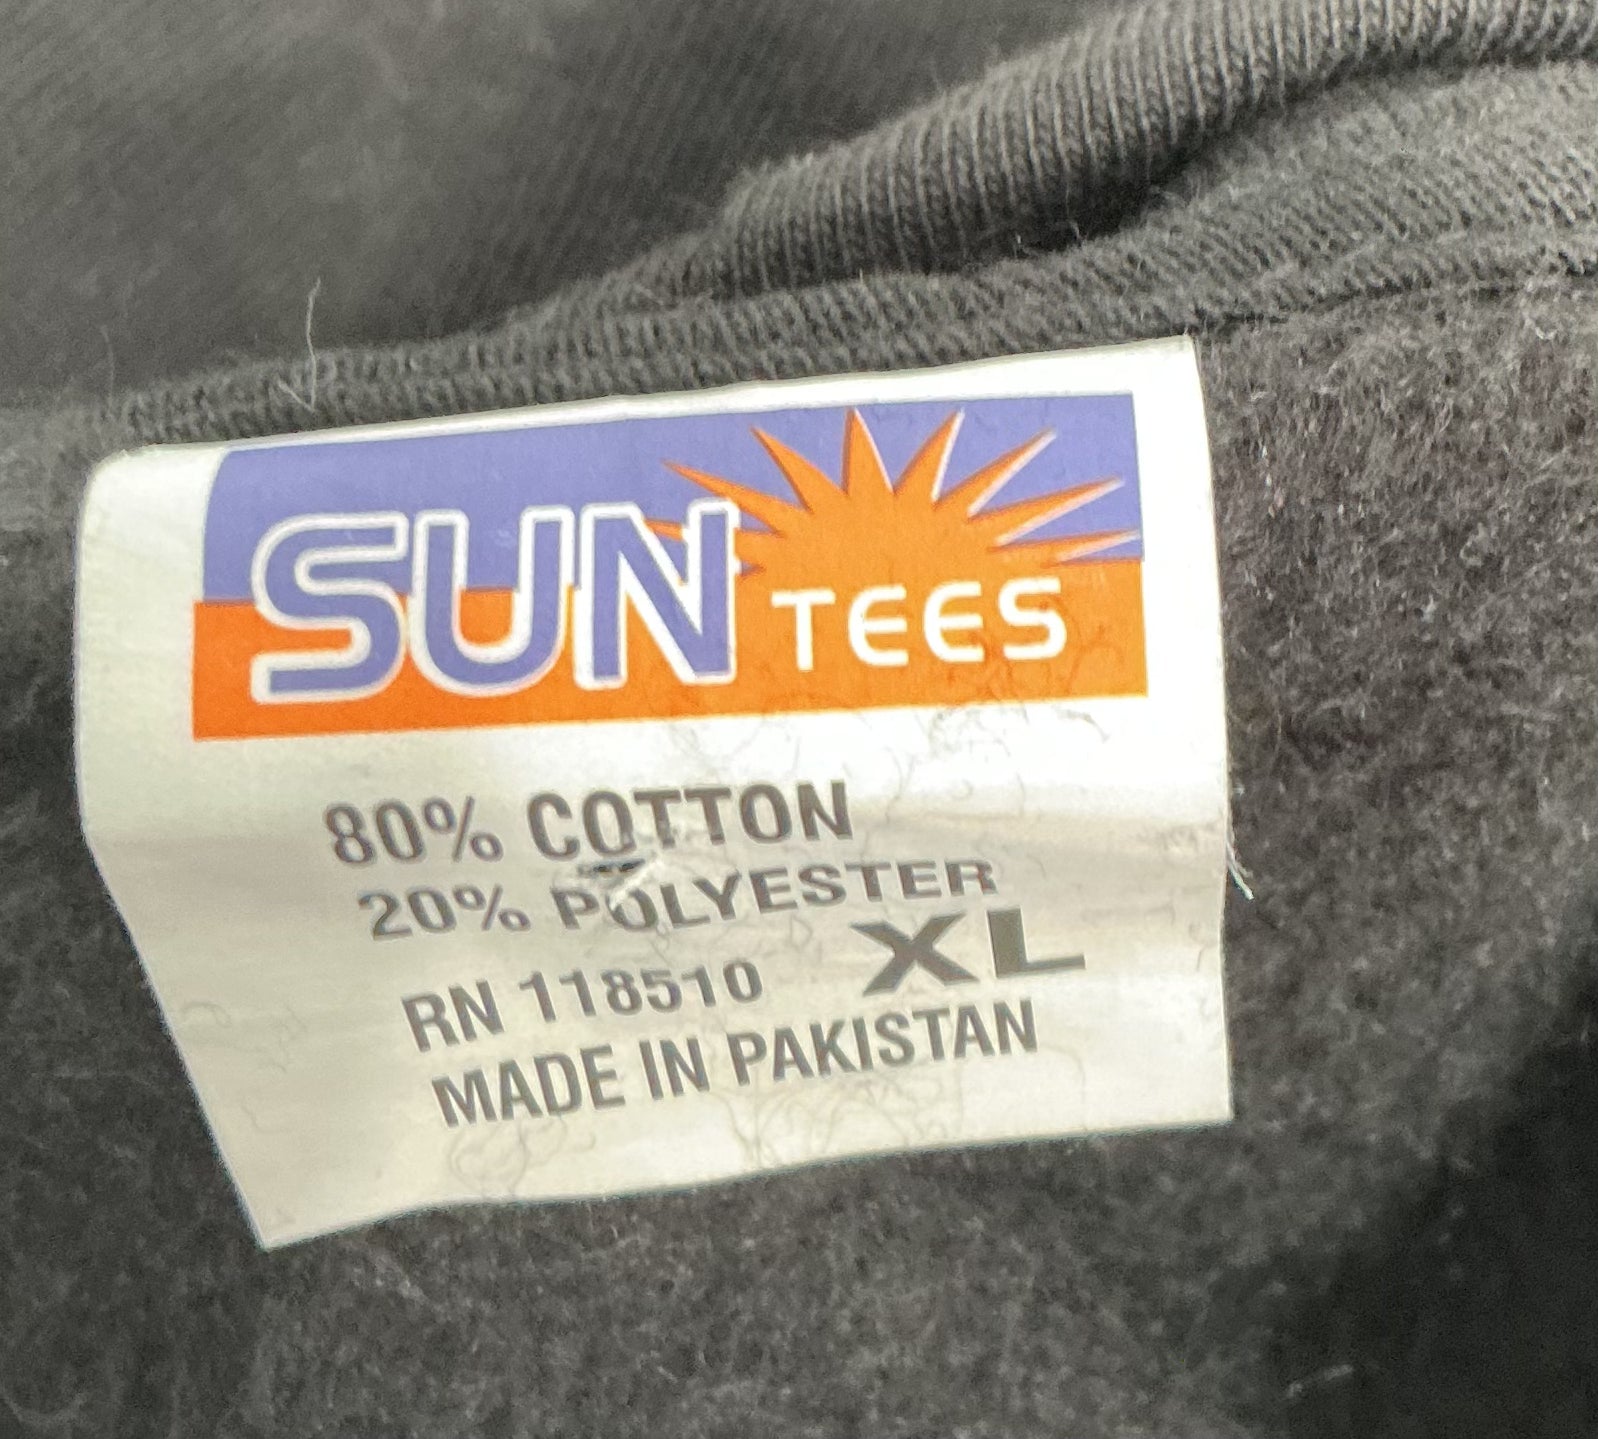 SUN TEES
80% COTTON
20% POLYESTER
XL
RN 118510
MADE IN PAKISTAN